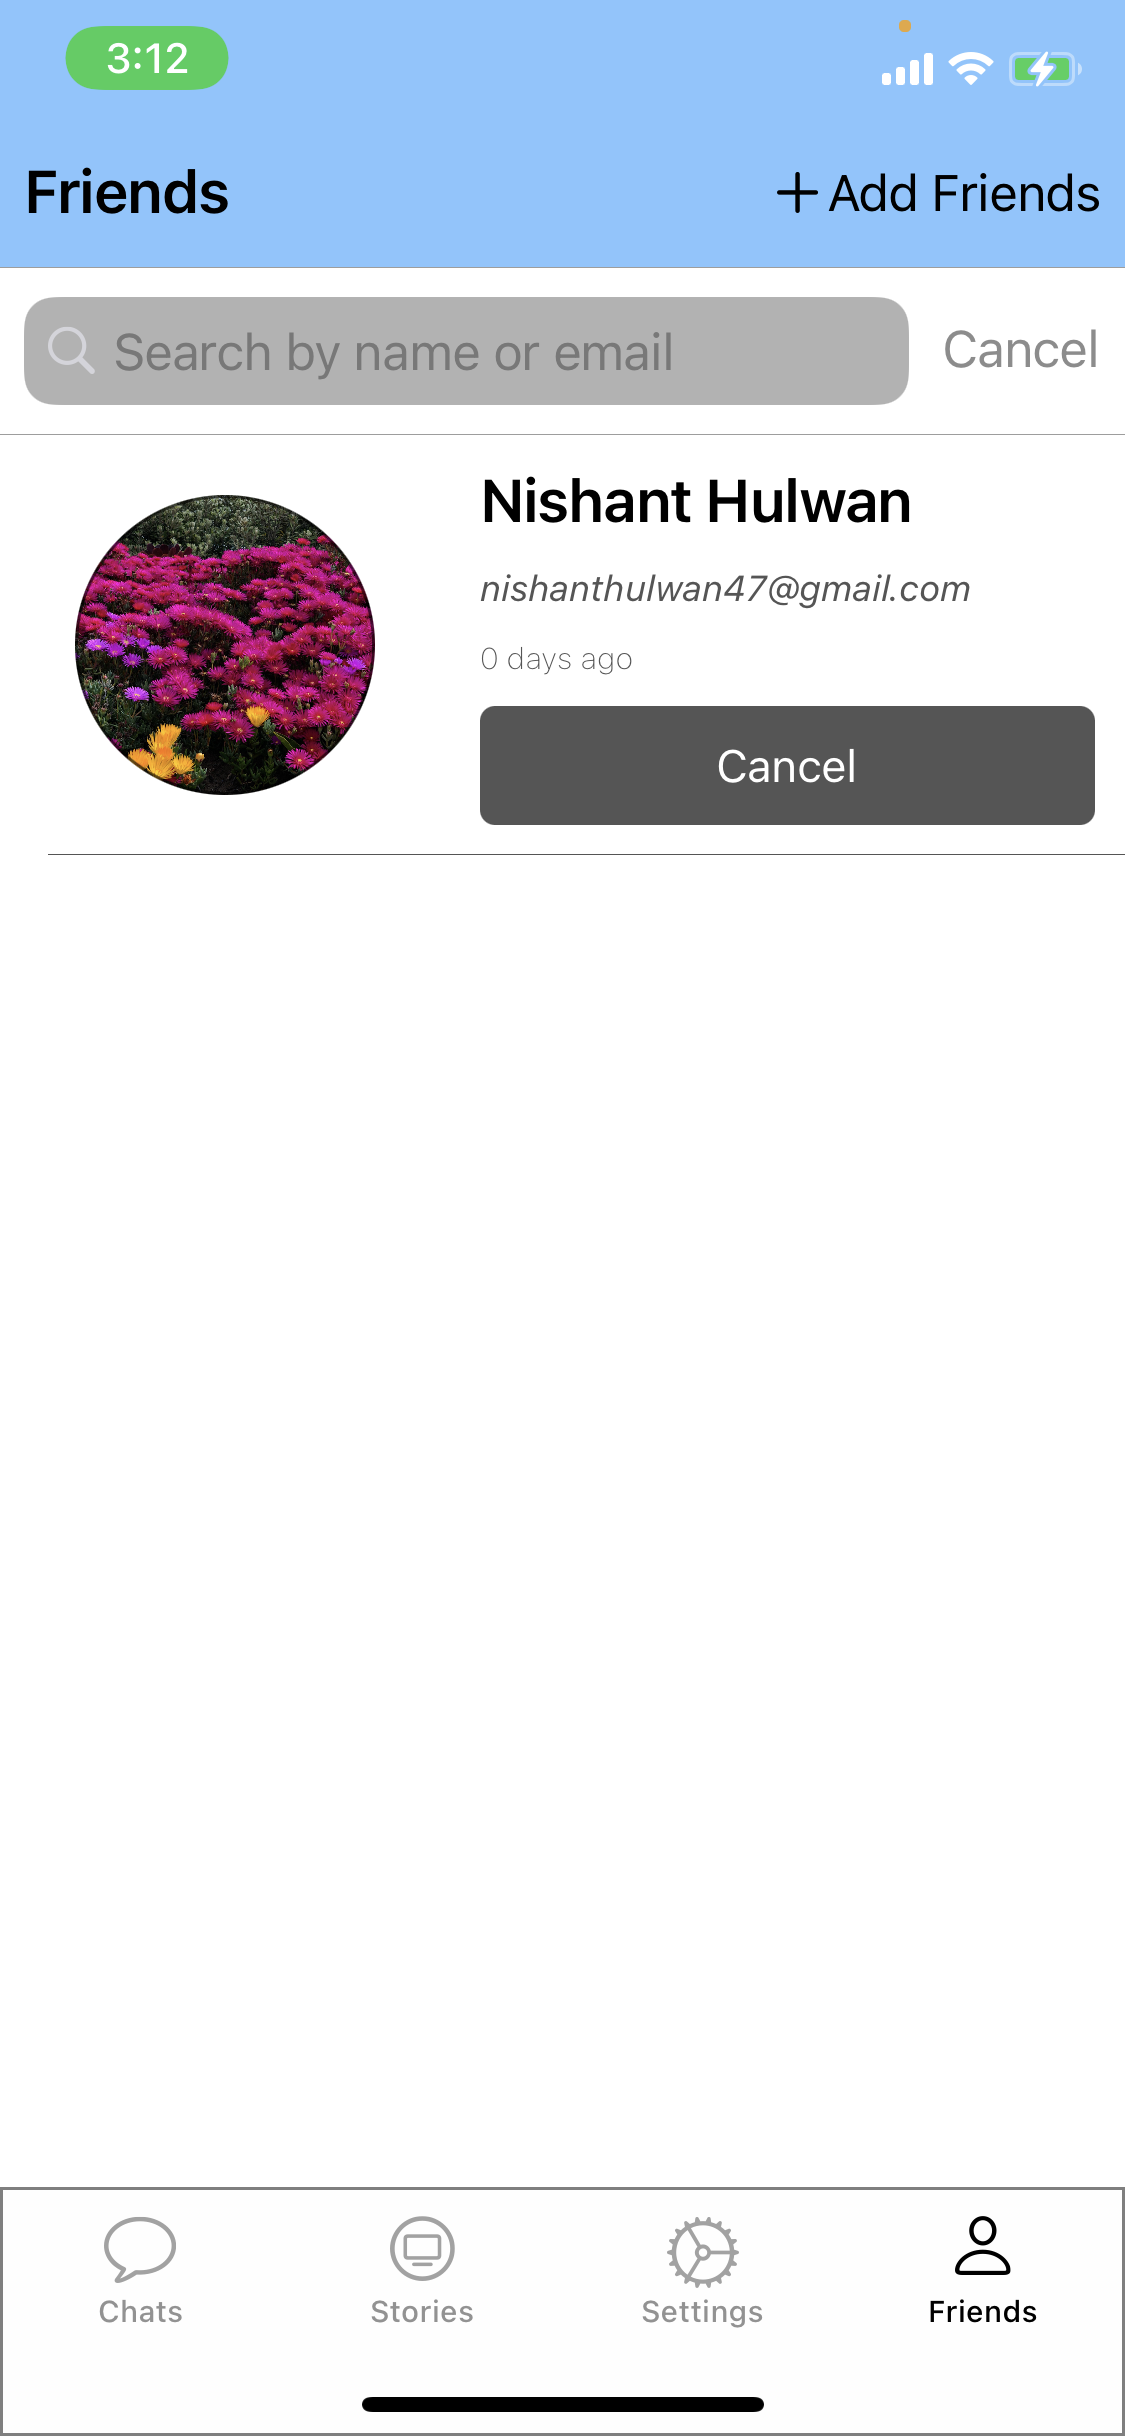 3:12
Friends
+ Add Friends
Search by name or email
Cancel
Nishant Hulwan
nishanthulwan47@gmail.com
0 days ago
Cancel
Chats
Stories
Settings
Friends